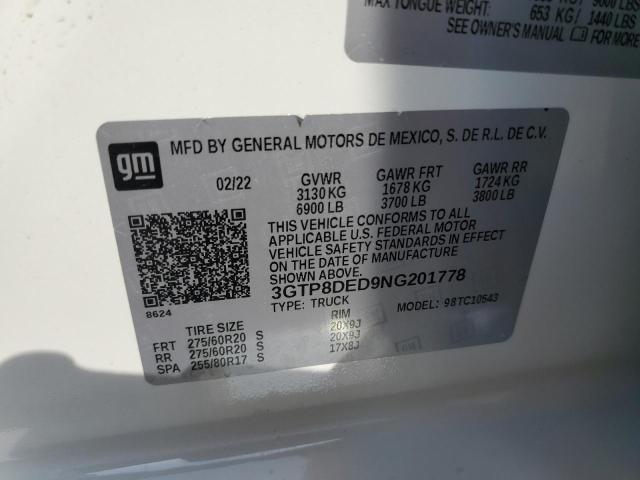 MAX TONGUE WEIGHT: 653 KG/ 1440 LBS
SEE OWNER'S MANUAL FOR MORE
gm
MFD BY GENERAL MOTORS DE MEXICO, S. DE R.L. DE C.V.
02/22 GVWR GAWR FRT GAWR RR
3130 KG 1678 KG 1724 KG
6900 LB 3700 LB 3800 LB
THIS VEHICLE CONFORMS TO ALL
APPLICABLE U.S. FEDERAL MOTOR
VEHICLE SAFETY STANDARDS IN EFFECT
ON THE DATE OF MANUFACTURE
SHOWN ABOVE.
3GTP8DED9NG201778
8624
TYPE: TRUCK MODEL: 98TC10543
TIRE SIZE RIM
FRT 275/60R20 S 20X9J
RR 275/60R20 S 20X9J
SPA 255/80R17 S 17X8J